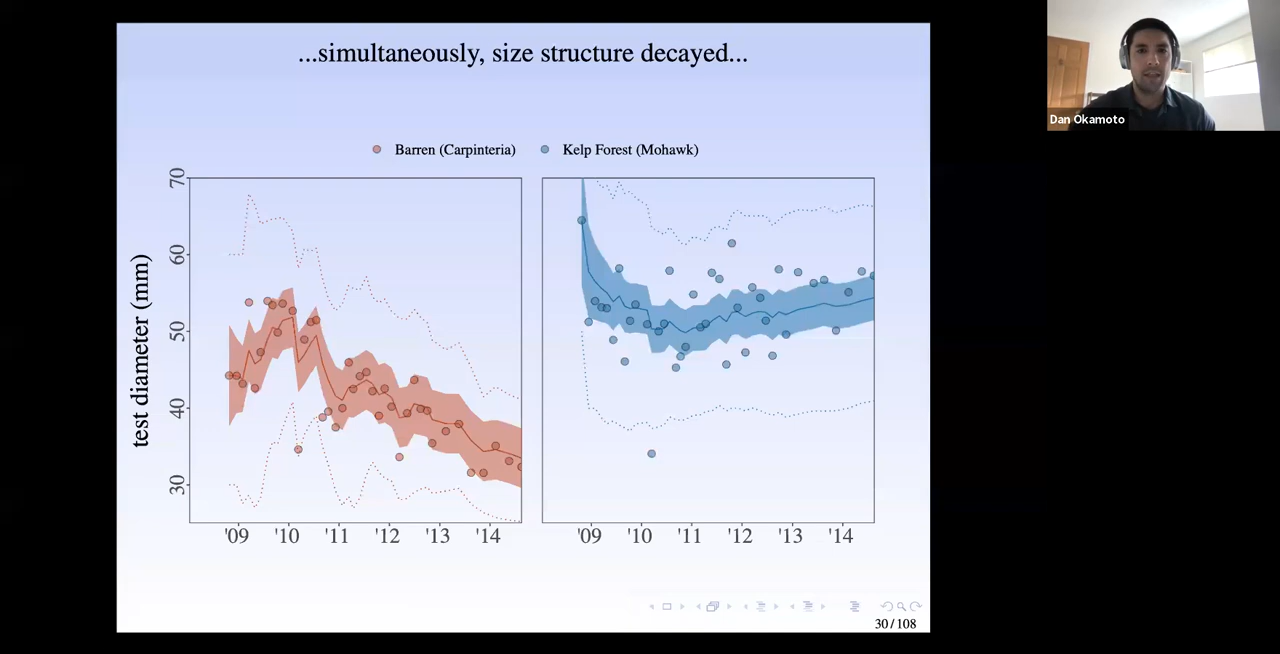 ...simultaneously, size structure decayed...
Barren (Carpinteria) Kelp Forest (Mohawk)
test diameter (mm)
70
60
50
40
30
'09 '10 '11 '12 '13 '14
'09 '10 '11 '12 '13 '14
30 / 108
Dan Okamoto